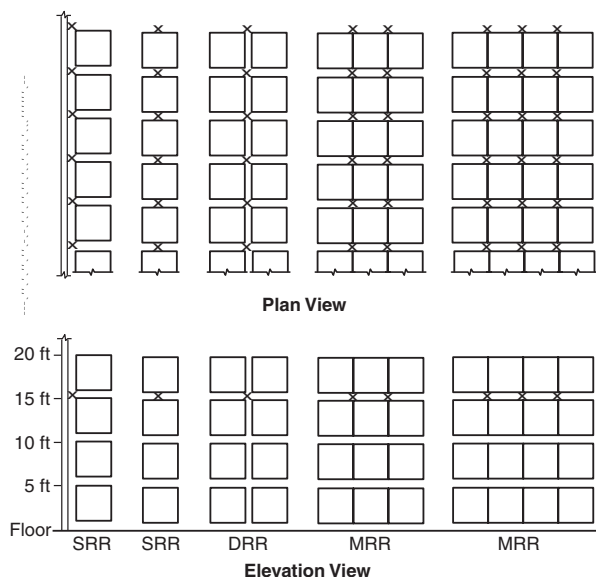 Plan View
20 ft
15 ft
10 ft
5 ft
Floor
SRR SRR DRR MRR MRR
Elevation View